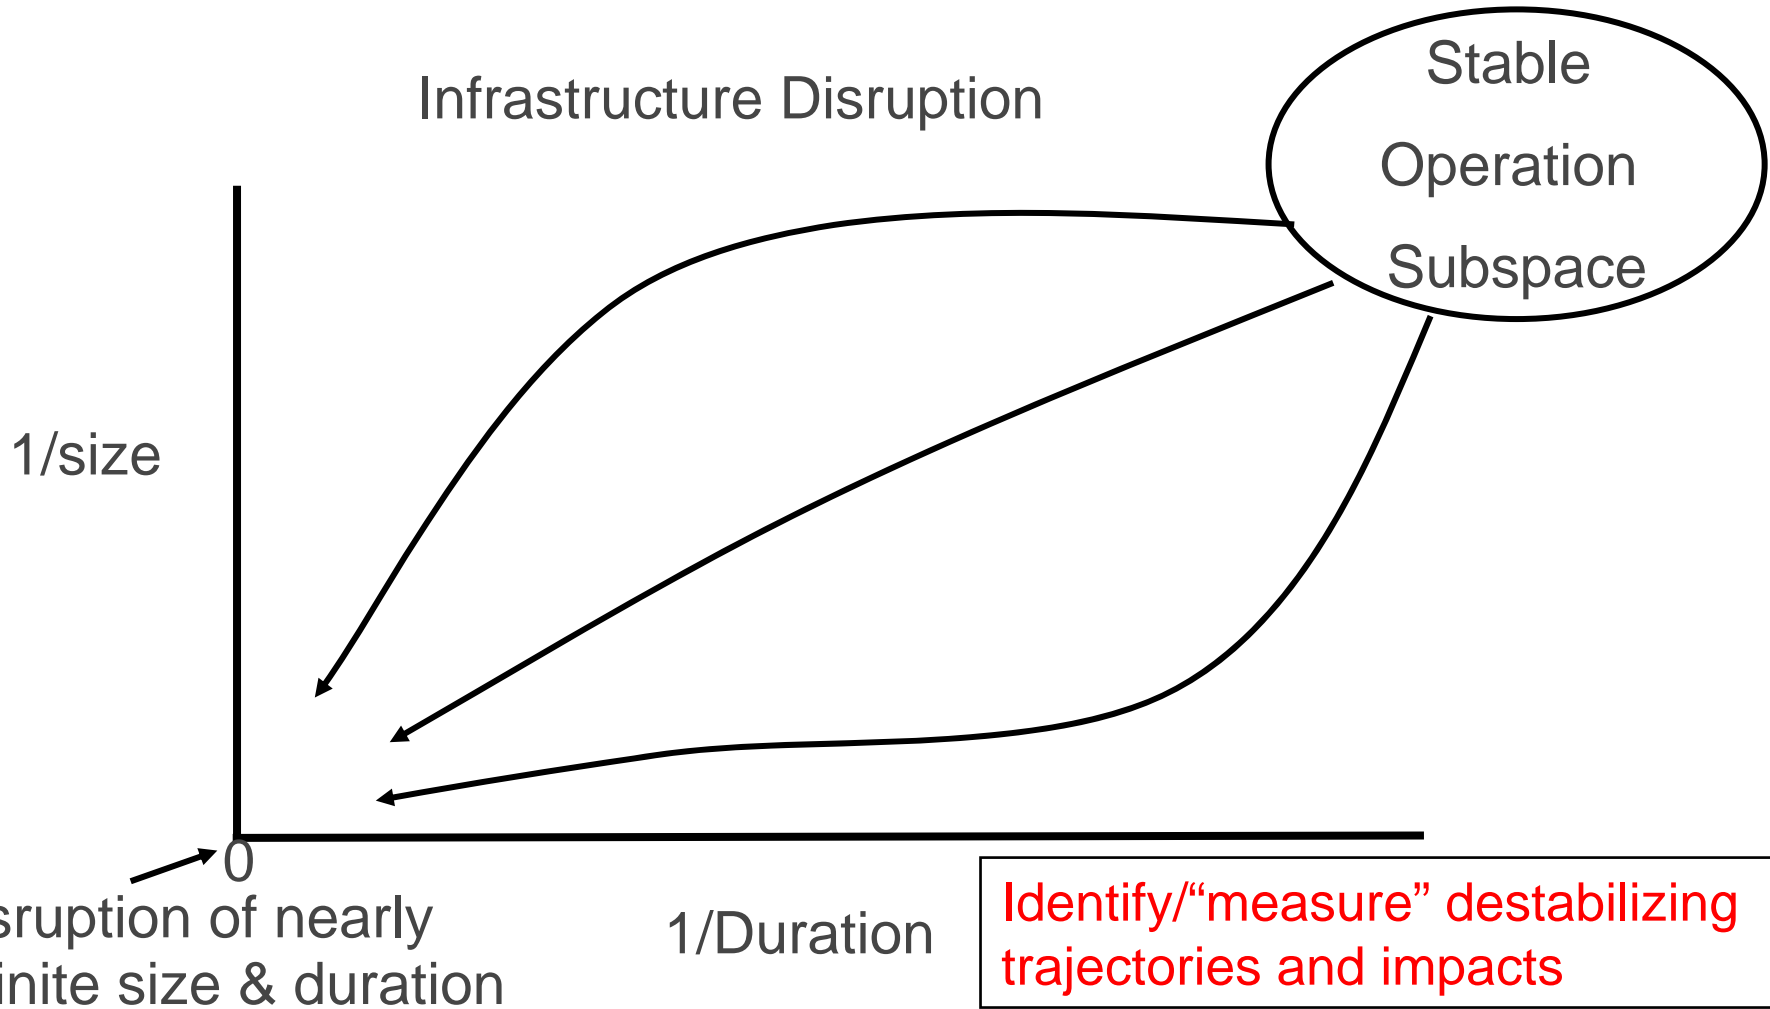 Infrastructure Disruption
Stable
Operation
Subspace
1/size
0
sruption of nearly
inite size & duration
1/Duration
Identify/“measure” destabilizing
trajectories and impacts